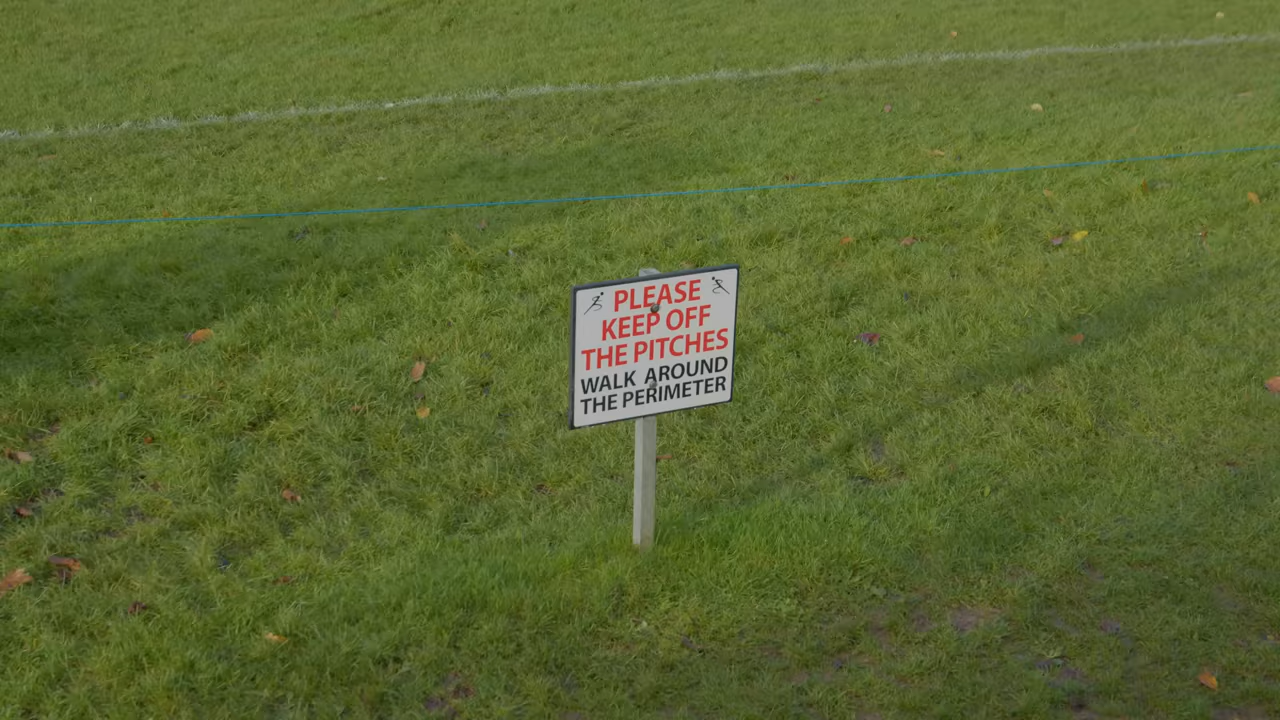 PLEASE
KEEP OFF
THE PITCHES
WALK AROUND
THE PERIMETER